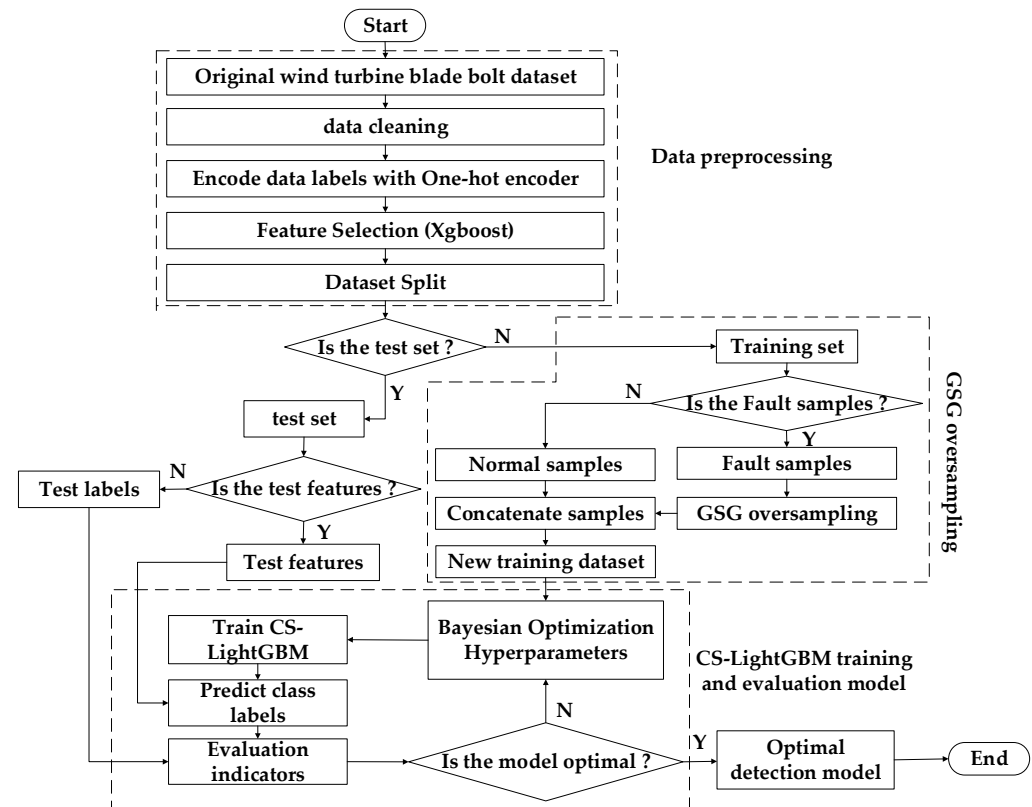 Start
Original wind turbine blade bolt dataset
data cleaning
Encode data labels with One-hot encoder
Feature Selection (Xgboost)
Dataset Split
Data preprocessing
Is the test set ?
N
Y
Training set
Is the Fault samples ?
N
Y
Normal samples
Fault samples
Concatenate samples
GSG oversampling
New training dataset
GSG oversampling
test set
Is the test features ?
N
Y
Test labels
Test features
Bayesian Optimization
Hyperparameters
Train CS-
LightGBM
Predict class
labels
Evaluation
indicators
Is the model optimal ?
N
Y
CS-LightGBM training
and evaluation model
Optimal
detection model
End